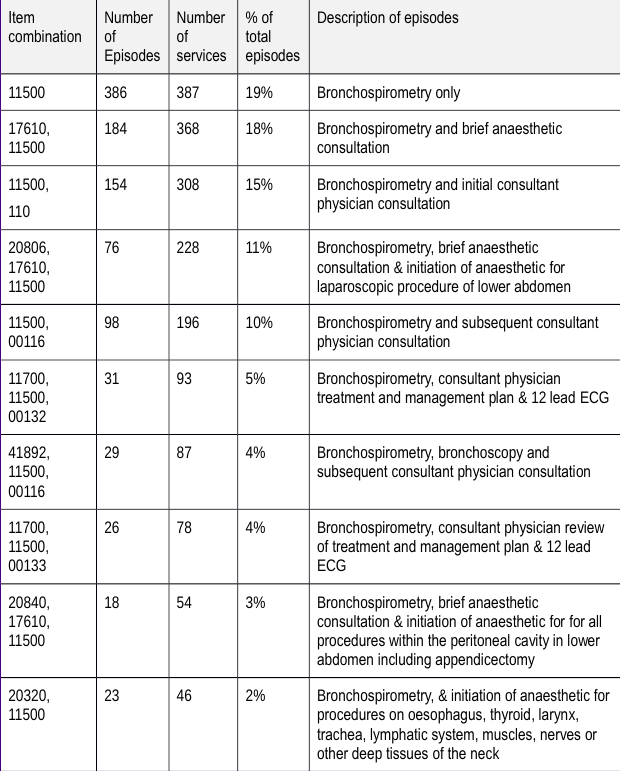 Item combination | Number of Episodes | Number of services | % of total episodes | Description of episodes
11500 | 386 | 387 | 19% | Bronchospirometry only
17610, 11500 | 184 | 368 | 18% | Bronchospirometry and brief anaesthetic consultation
11500, 110 | 154 | 308 | 15% | Bronchospirometry and initial consultant physician consultation
20806, 17610, 11500 | 76 | 228 | 11% | Bronchospirometry, brief anaesthetic consultation & initiation of anaesthetic for laparoscopic procedure of lower abdomen
11500, 00116 | 98 | 196 | 10% | Bronchospirometry and subsequent consultant physician consultation
11700, 11500, 00132 | 31 | 93 | 5% | Bronchospirometry, consultant physician treatment and management plan & 12 lead ECG
41892, 11500, 00116 | 29 | 87 | 4% | Bronchospirometry, bronchoscopy and subsequent consultant physician consultation
11700, 11500, 00133 | 26 | 78 | 4% | Bronchospirometry, consultant physician review of treatment and management plan & 12 lead ECG
20840, 17610, 11500 | 18 | 54 | 3% | Bronchospirometry, brief anaesthetic consultation & initiation of anaesthetic for for all procedures within the peritoneal cavity in lower abdomen including appendicectomy
20320, 11500 | 23 | 46 | 2% | Bronchospirometry, & initiation of anaesthetic for procedures on oesophagus, thyroid, larynx, trachea, lymphatic system, muscles, nerves or other deep tissues of the neck